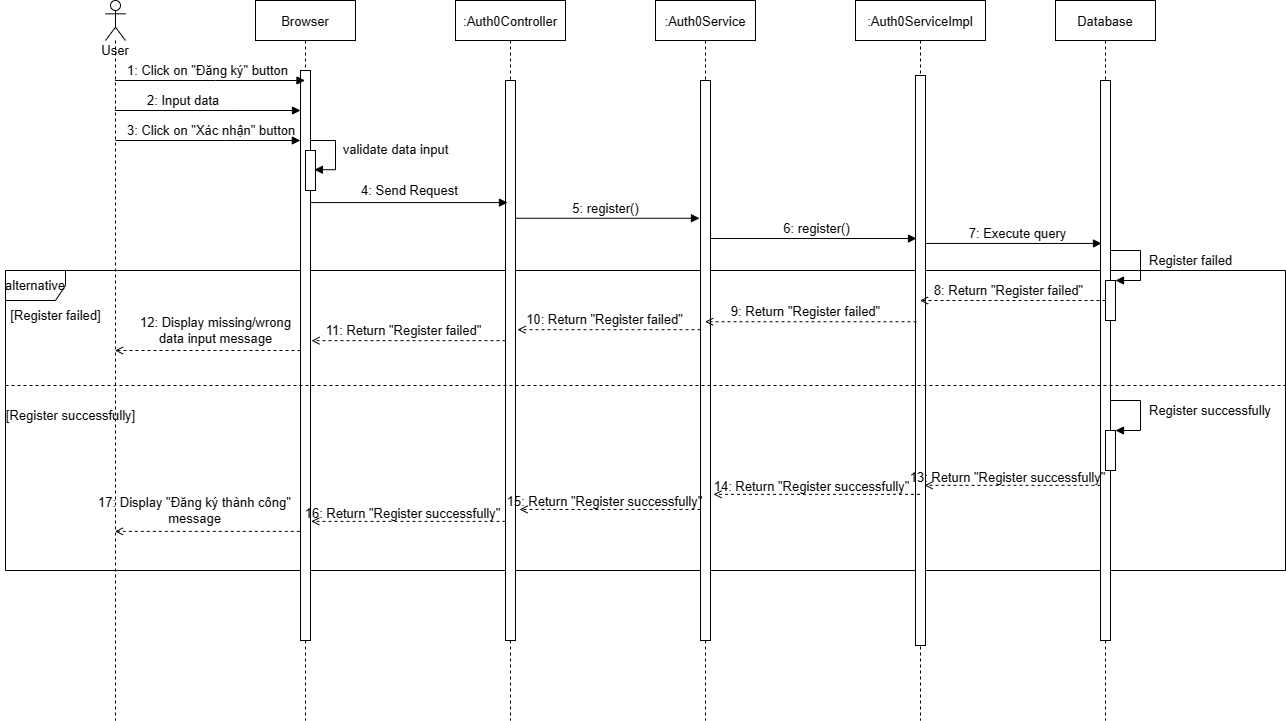 User
Browser
:Auth0Controller
:Auth0Service
:Auth0ServiceImpl
Database
1: Click on "Đăng ký" button
2: Input data
3: Click on "Xác nhận" button
validate data input
4: Send Request
5: register()
6: register()
7: Execute query
Register failed
alternative
[Register failed]
8: Return "Register failed"
9: Return "Register failed"
10: Return "Register failed"
11: Return "Register failed"
12: Display missing/wrong
data input message
[Register successfully]
Register successfully
13: Return "Register successfully"
14: Return "Register successfully"
15: Return "Register successfully"
16: Return "Register successfully"
17: Display "Đăng ký thành công"
message